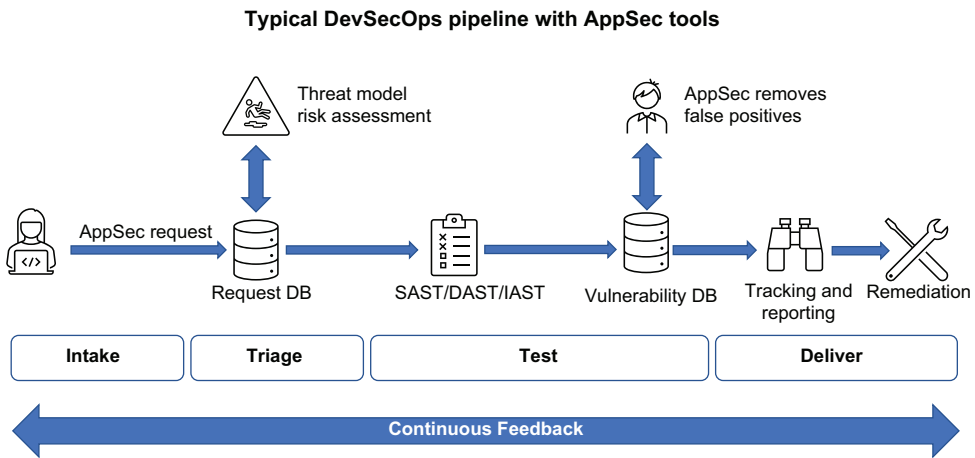 Typical DevSecOps pipeline with AppSec tools
Threat model
risk assessment
AppSec removes
false positives
AppSec request
</>
Request DB
SAST/DAST/IAST
Vulnerability DB
Tracking and
reporting
Remediation
Intake
Triage
Test
Deliver
Continuous Feedback